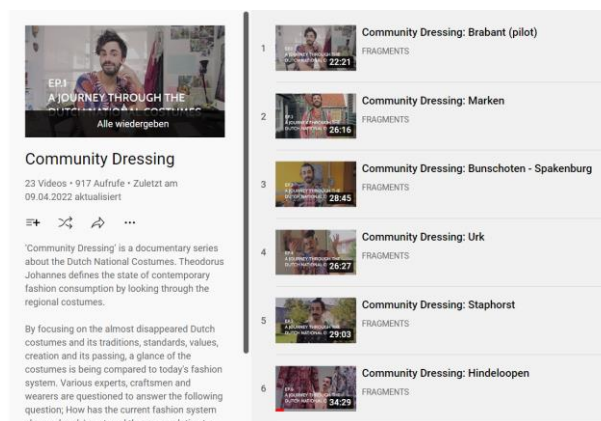 EP.1
A JOURNEY THROUGH THE
DUTCH NATIONAL COSTUMES
Alle wiedergeben
Community Dressing
23 Videos • 917 Aufrufe • Zuletzt am
09.04.2022 aktualisiert
'Community Dressing' is a documentary series
about the Dutch National Costumes. Theodorus
Johannes defines the state of contemporary
fashion consumption by looking through the
regional costumes.
By focusing on the almost disappeared Dutch
costumes and its traditions, standards, values,
creation and its passing, a glance of the
costumes is being compared to today's fashion
system. Various experts, craftsmen and
wearers are questioned to answer the following
question; How has the current fashion system
1
22:21
Community Dressing: Brabant (pilot)
FRAGMENTS
2
26:16
Community Dressing: Marken
FRAGMENTS
3
28:45
Community Dressing: Bunschoten - Spakenburg
FRAGMENTS
4
26:27
Community Dressing: Urk
FRAGMENTS
5
29:03
Community Dressing: Staphorst
FRAGMENTS
6
34:29
Community Dressing: Hindeloopen
FRAGMENTS